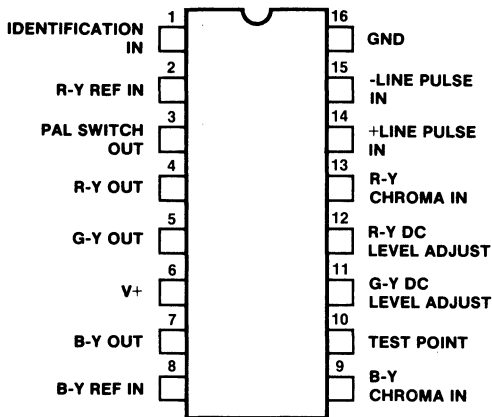 1
IDENTIFICATION
IN
16
GND
2
R-Y REF IN
15
-LINE PULSE
IN
3
PAL SWITCH
OUT
14
+LINE PULSE
IN
4
R-Y OUT
13
R-Y
CHROMA IN
5
G-Y OUT
12
R-Y DC
LEVEL ADJUST
6
V+
11
G-Y DC
LEVEL ADJUST
7
B-Y OUT
10
TEST POINT
8
B-Y REF IN
9
B-Y
CHROMA IN